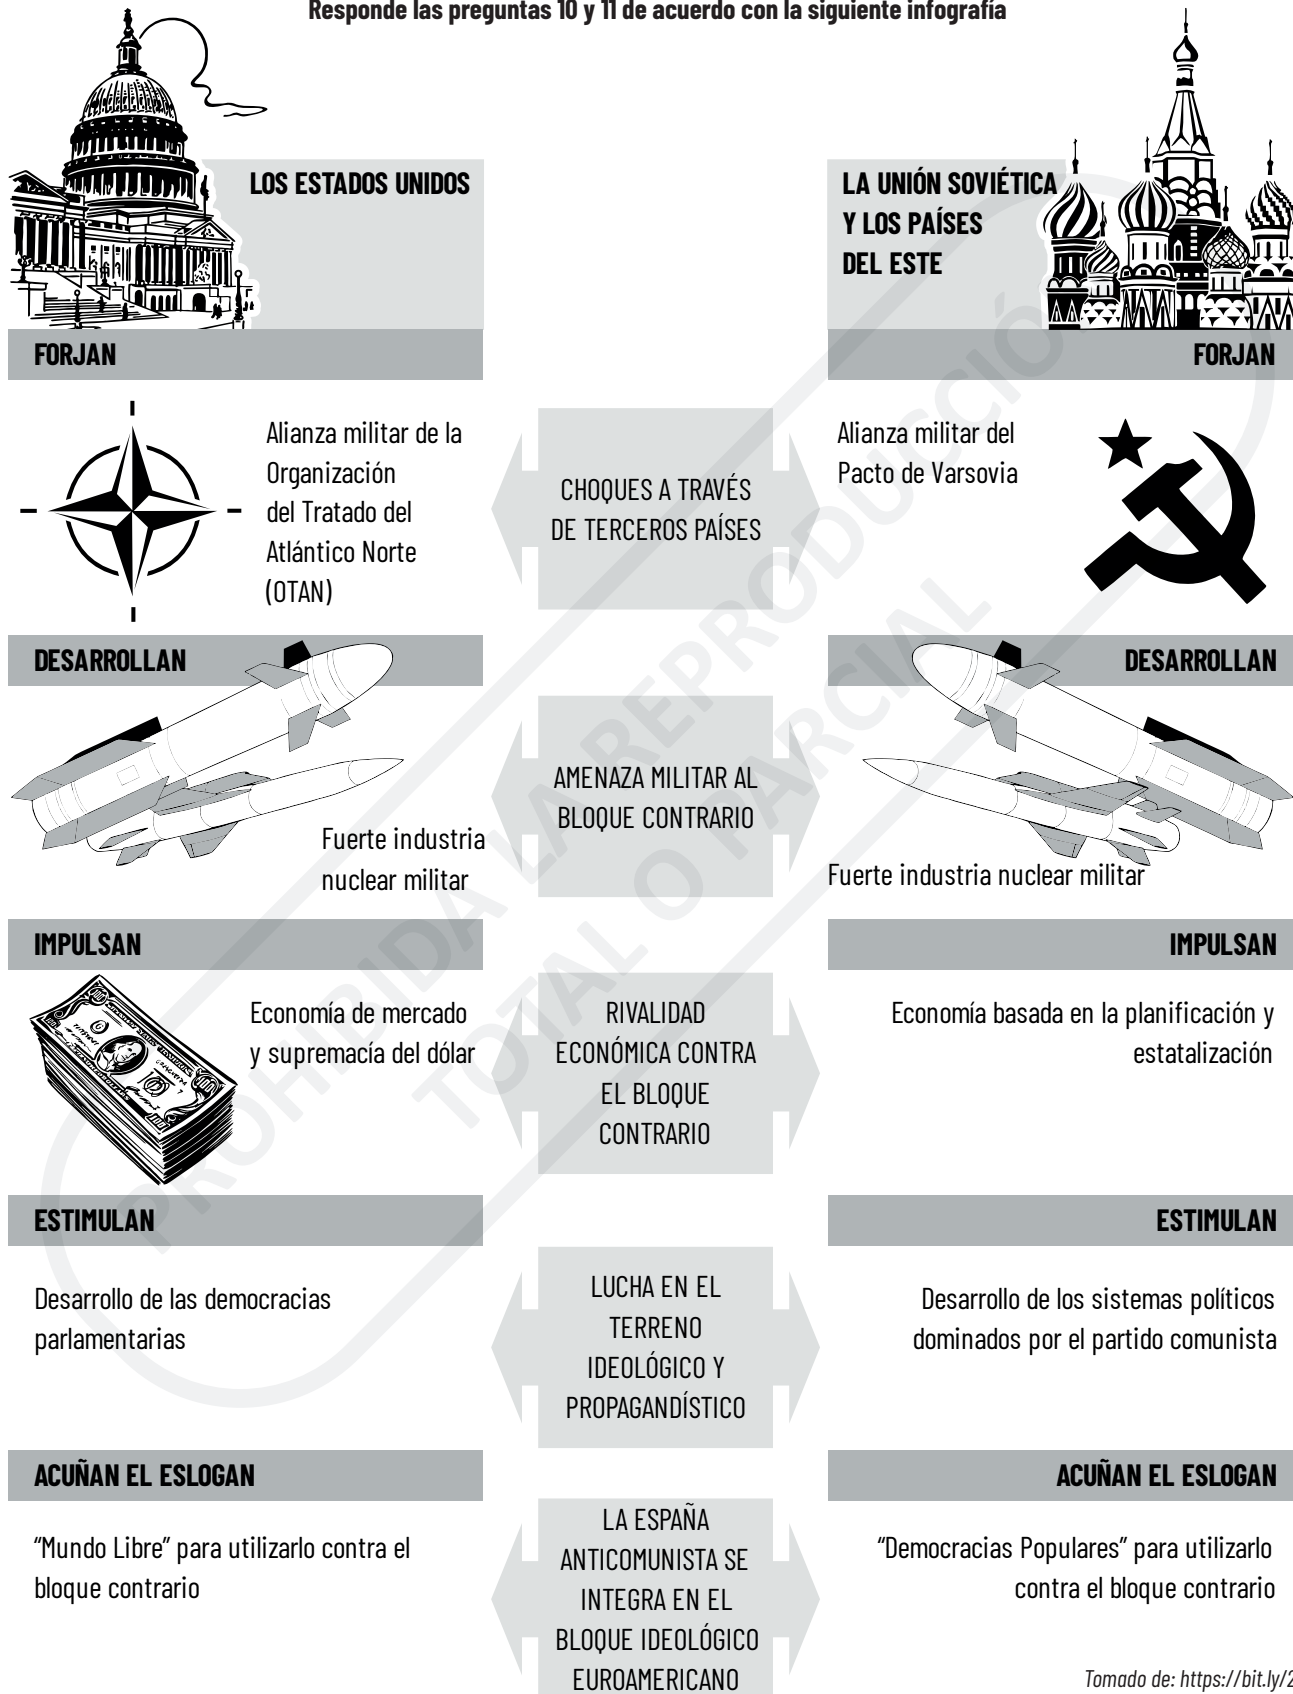 Responde las preguntas 10 y 11 de acuerdo con la siguiente infografía
LOS ESTADOS UNIDOS
LA UNIÓN SOVIÉTICA
Y LOS PAÍSES
DEL ESTE
FORJAN
FORJAN
Alianza militar de la
Organización
del Tratado del
Atlántico Norte
(OTAN)
CHOQUES A TRAVÉS
DE TERCEROS PAÍSES
Alianza militar del
Pacto de Varsovia
DESARROLLAN
DESARROLLAN
Fuerte industria
nuclear militar
AMENAZA MILITAR AL
BLOQUE CONTRARIO
Fuerte industria nuclear militar
IMPULSAN
IMPULSAN
Economía de mercado
y supremacía del dólar
RIVALIDAD
ECONÓMICA CONTRA
EL BLOQUE
CONTRARIO
Economía basada en la planificación y
estatalización
ESTIMULAN
ESTIMULAN
Desarrollo de las democracias
parlamentarias
LUCHA EN EL
TERRENO
IDEOLÓGICO Y
PROPAGANDÍSTICO
Desarrollo de los sistemas políticos
dominados por el partido comunista
ACUÑAN EL ESLOGAN
ACUÑAN EL ESLOGAN
“Mundo Libre” para utilizarlo contra el
bloque contrario
LA ESPAÑA
ANTICOMUNISTA SE
INTEGRA EN EL
BLOQUE IDEOLÓGICO
EUROAMERICANO
“Democracias Populares” para utilizarlo
contra el bloque contrario
Tomado de: https://bit.ly/2
PROHIBIDA LA REPRODUCCIÓN
TOTAL O PARCIAL